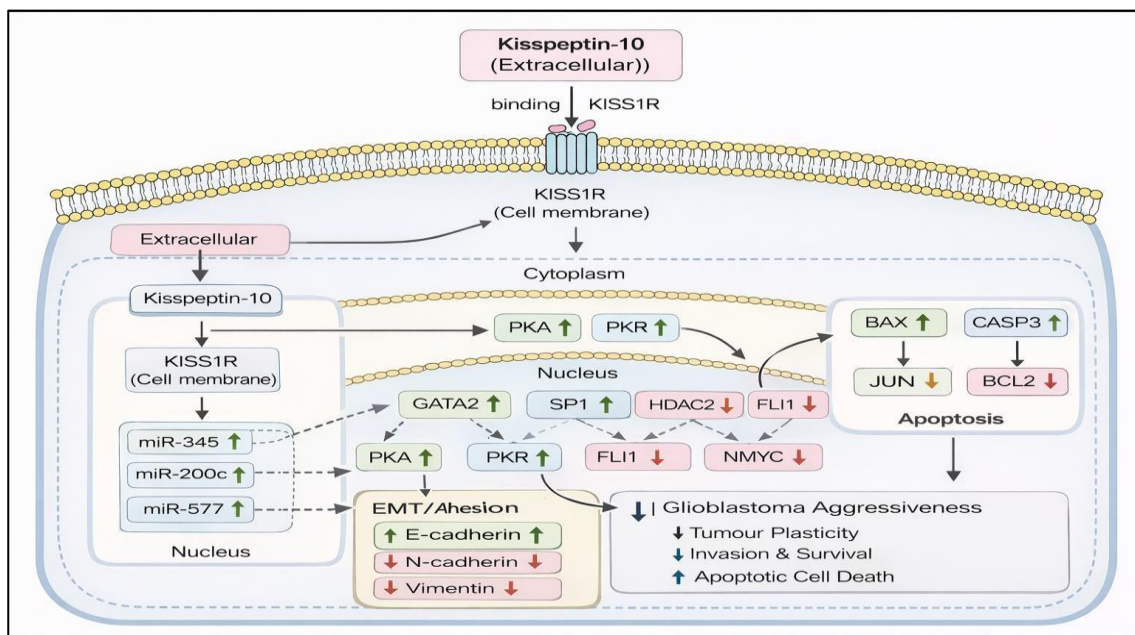 Kisspeptin-10
(Extracellular))
binding KISS1R
KISS1R
(Cell membrane)
Extracellular
Cytoplasm
Kisspeptin-10
KISS1R
(Cell membrane)
miR-345 ↑
miR-200c ↑
miR-577 ↑
Nucleus
PKA ↑ PKR ↑
Nucleus
GATA2 ↑ SP1 ↑ HDAC2 ↓ FLI1 ↓
PKA ↑ PKR ↑ FLI1 ↓ NMYC ↓
BAX ↑ CASP3 ↑
JUN ↓ BCL2 ↓
Apoptosis
EMT/Ahesion
↑ E-cadherin ↑
↓ N-cadherin ↓
↓ Vimentin ↓
↓ | Glioblastoma Aggressiveness
↓ Tumour Plasticity
↓ Invasion & Survival
↑ Apoptotic Cell Death